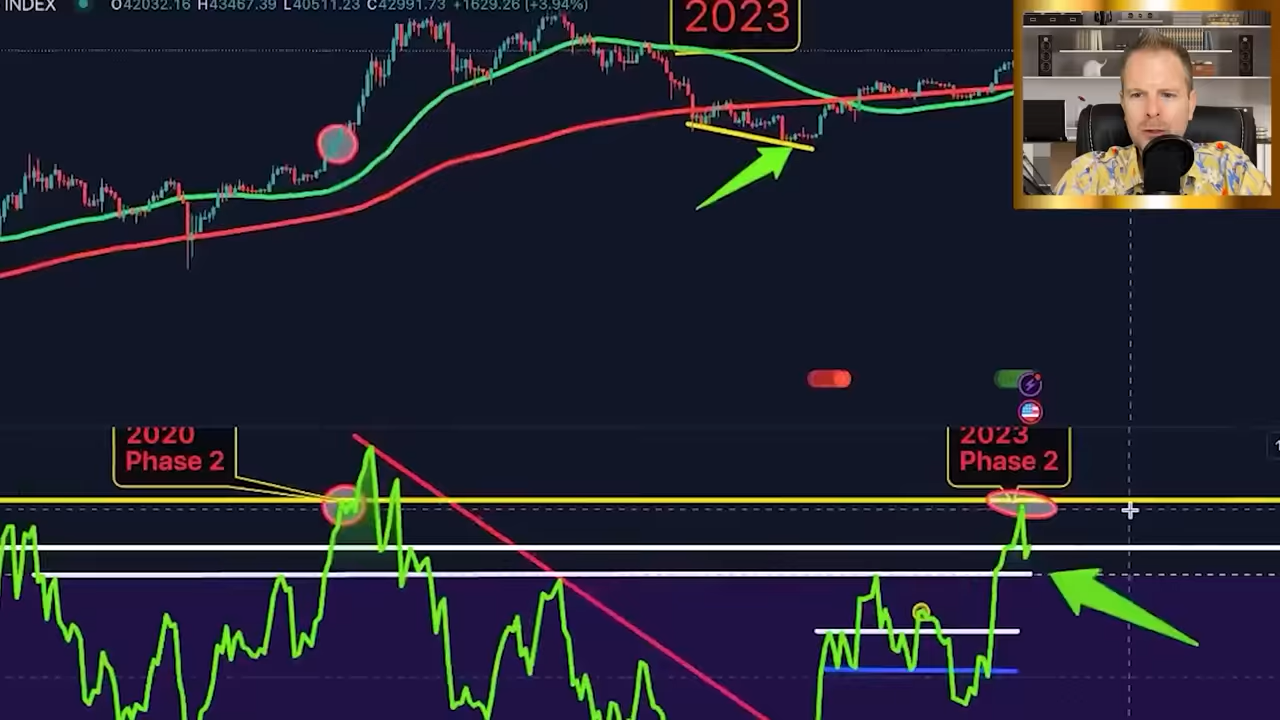 INDEX O42032.16 H43467.39 L40511.23 C42991.73 +1629.26 (+3.94%)
2023
2020
Phase 2
2023
Phase 2